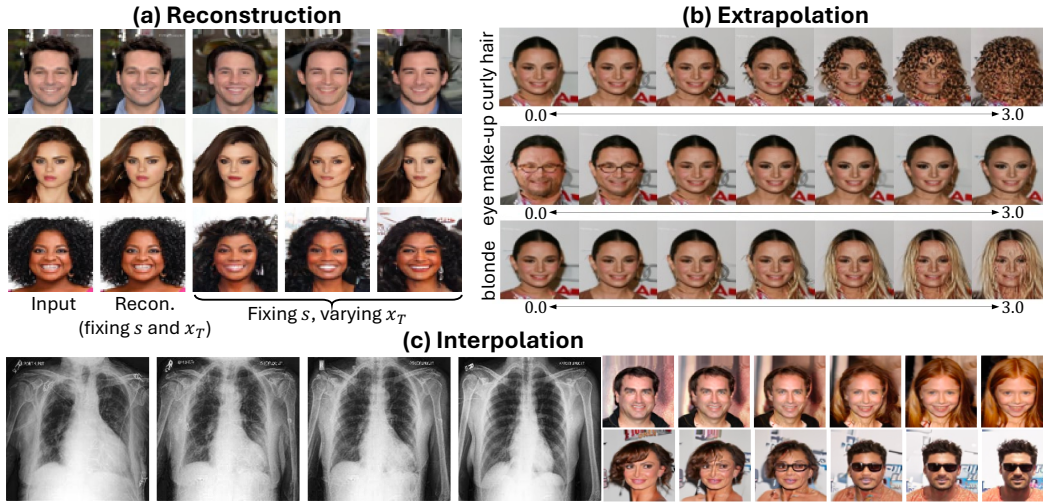 (a) Reconstruction
Input
Recon.
(fixing s and x_T)
Fixing s, varying x_T
(b) Extrapolation
curly hair
0.0
3.0
eye make-up
0.0
3.0
blonde
0.0
3.0
(c) Interpolation